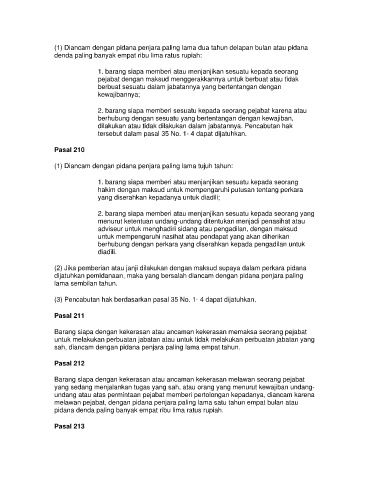 (1) Diancam dengan pidana penjara paling lama dua tahun delapan bulan atau pidana
denda paling banyak empat ribu lima ratus rupiah:
1. barang siapa memberi atau menjanjikan sesuatu kepada seorang
pejabat dengan maksud menggerakkannya untuk berbuat atau tidak
berbuat sesuatu dalam jabatannya yang bertentangan dengan
kewajibannya;
2. barang siapa memberi sesuatu kepada seorang pejabat karena atau
berhubung dengan sesuatu yang bertentangan dengan kewajiban,
dilakukan atau tidak dilakukan dalam jabatannya. Pencabutan hak
tersebut dalam pasal 35 No. 1- 4 dapat dijatuhkan.
Pasal 210
(1) Diancam dengan pidana penjara paling lama tujuh tahun:
1. barang siapa memberi atau menjanjikan sesuatu kepada seorang
hakim dengan maksud untuk mempengaruhi putusan tentang perkara
yang diserahkan kepadanya untuk diadili;
2. barang siapa memberi atau menjanjikan sesuatu kepada seorang yang
menurut ketentuan undang-undang ditentukan menjadi penasihat atau
adviseur untuk menghadiri sidang atau pengadilan, dengan maksud
untuk mempengaruhi nasihat atau pendapat yang akan diberikan
berhubung dengan perkara yang diserahkan kepada pengadilan untuk
diadili.
(2) Jika pemberian atau janji dilakukan dengan maksud supaya dalam perkara pidana
dijatuhkan pemidanaan, maka yang bersalah diancam dengan pidana penjara paling
lama sembilan tahun.
(3) Pencabutan hak berdasarkan pasal 35 No. 1- 4 dapat dijatuhkan.
Pasal 211
Barang siapa dengan kekerasan atau ancaman kekerasan memaksa seorang pejabat
untuk melakukan perbuatan jabatan atau untuk tidak melakukan perbuatan jabatan yang
sah, diancam dengan pidana penjara paling lama empat tahun.
Pasal 212
Barang siapa dengan kekerasan atau ancaman kekerasan melawan seorang pejabat
yang sedang menjalankan tugas yang sah, atau orang yang menurut kewajiban undang-
undang atau atas permintaan pejabat memberi pertolongan kepadanya, diancam karena
melawan pejabat, dengan pidana penjara paling lama satu tahun empat bulan atau
pidana denda paling banyak empat ribu lima ratus rupiah.
Pasal 213